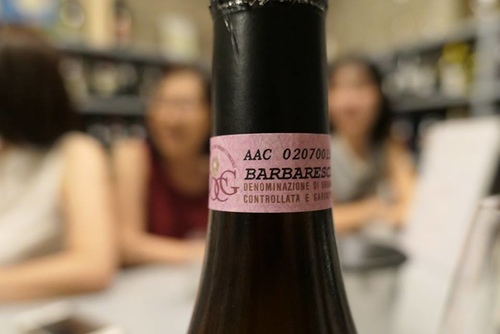 AAC 020700
BARBARESC
DENOMINAZIONE DI
CONTROLLATA E